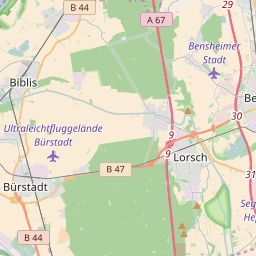 B 44
A 67
29
Bensheimer
Stadt
Biblis
Be
30
Ultraleichtfluggelände
Bürstadt
9
9
Lorsch
B 47
31
Bürstadt
Seg
He
B 44